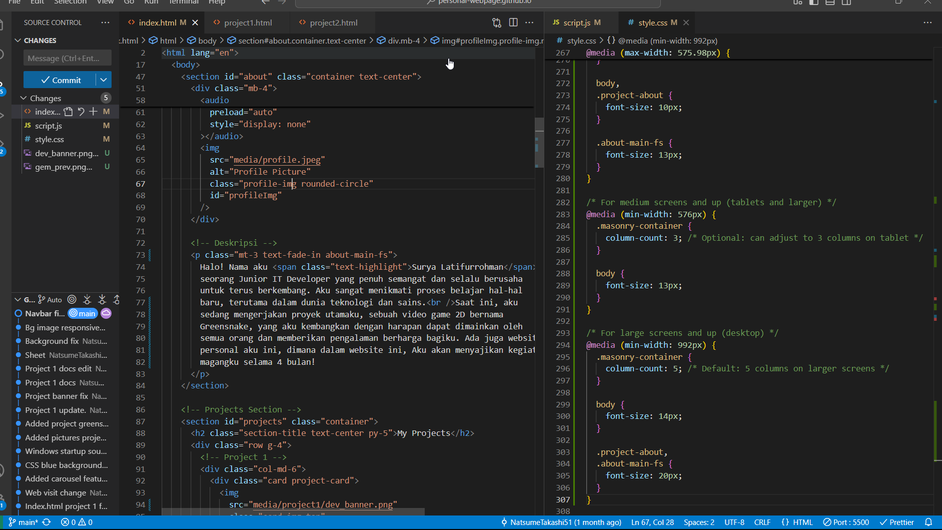 File Edit Selection View Go Run Terminal Help
personal-webpage.github.io
SOURCE CONTROL
CHANGES
Message (Ctrl+Ent...
Commit
Changes 5
index... M
script.js M
style.css M
dev_banner.png... U
gem_prev.png... U
G... Auto
Navbar fi... main
Bg image responsive...
Background fix Natsu...
Sheet NatsumeTakashi...
Project 1 docs edit Nat...
Project 1 docs Natsu...
Project banner fix Nat...
Project 1 update. Nats...
Added project greens...
Added pictures proje...
Windows startup sou...
CSS blue background...
Added carousel featu...
Web visit change Nat...
Index.html project 1 f...
index.html M
project1.html
project2.html
.html > html > body > section#about.container.text-center > div.mb-4 > img#profileImg.profile-img.r
2 <html lang="en">
17 <body>
47 <section id="about" class="container text-center">
51 <div class="mb-4">
58 <audio
61 preload="auto"
62 style="display: none"
63 ></audio>
64 <img
65 src="media/profile.jpeg"
66 alt="Profile Picture"
67 class="profile-img rounded-circle"
68 id="profileImg"
69 />
70 </div>
71
72 <!-- Deskripsi -->
73 <p class="mt-3 text-fade-in about-main-fs">
74 Halo! Nama aku <span class="text-highlight">Surya Latifurrohman</span>
75 seorang Junior IT Developer yang penuh semangat dan selalu berusaha
76 untuk terus berkembang. Aku sangat menikmati proses belajar hal-hal
77 baru, terutama dalam dunia teknologi dan sains.<br />Saat ini, aku
78 sedang mengerjakan proyek utamaku, sebuah video game 2D bernama
79 Greensnake, yang aku kembangkan dengan harapan dapat dimainkan oleh
80 semua orang dan memberikan pengalaman berharga bagiku. Ada juga websit
81 personal aku ini, dimana dalam website ini, Aku akan menyajikan kegiat
82 magangku selama 4 bulan!
83 </p>
84 </section>
85
86 <!-- Projects Section -->
87 <section id="projects" class="container">
88 <h2 class="section-title text-center py-5">My Projects</h2>
89 <div class="row g-4">
90 <!-- Project 1 -->
91 <div class="col-md-6">
92 <div class="card project-card">
93 <img
94 src="media/project1/dev_banner.png"
script.js M
style.css M
style.css > {} @media (min-width: 992px)
267 @media (max-width: 575.98px) {
271
272 body,
273 .project-about {
274 font-size: 10px;
275 }
276
277 .about-main-fs {
278 font-size: 13px;
279 }
280 }
281
282 /* For medium screens and up (tablets and larger) */
283 @media (min-width: 576px) {
284 .masonry-container {
285 column-count: 3; /* Optional: can adjust to 3 columns on tablet */
286 }
287
288 body {
289 font-size: 13px;
290 }
291 }
292
293 /* For large screens and up (desktop) */
294 @media (min-width: 992px) {
295 .masonry-container {
296 column-count: 5; /* Default: 5 columns on larger screens */
297 }
298
299 body {
300 font-size: 14px;
301 }
302
303 .project-about,
304 .about-main-fs {
305 font-size: 20px;
306 }
307 }
308
main* 0 0 NatsumeTakashi51 (1 month ago) Ln 67, Col 28 Spaces: 2 UTF-8 CRLF {} HTML Port : 5500 Prettier